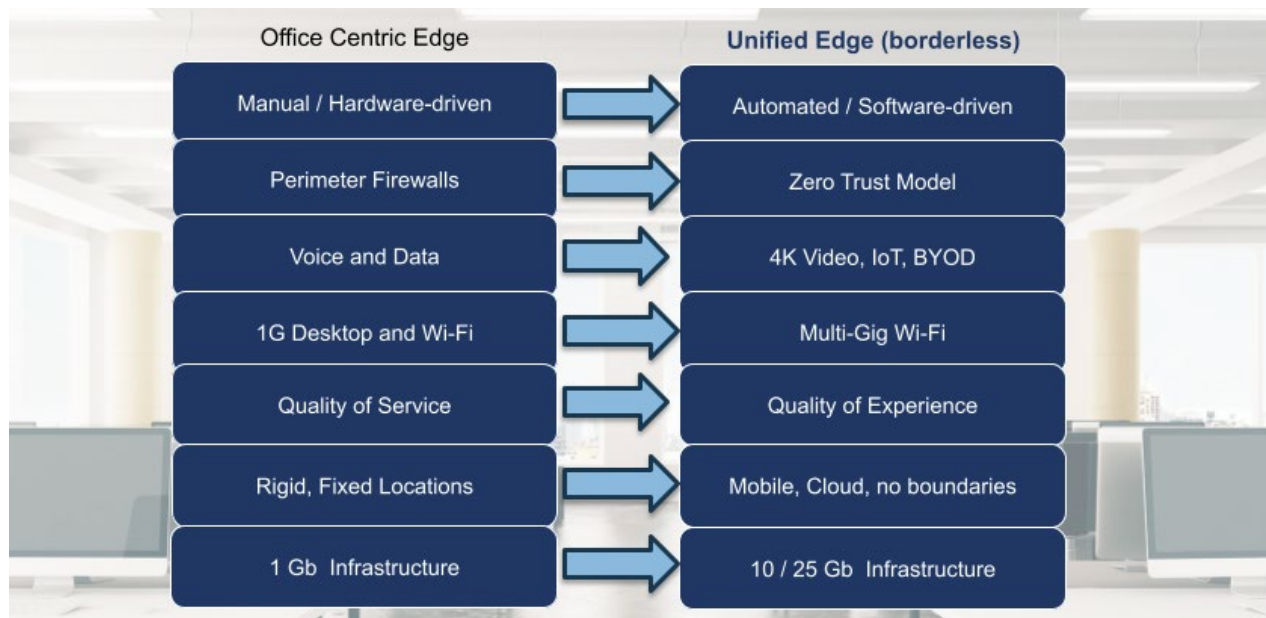 Office Centric Edge
Unified Edge (borderless)
Manual / Hardware-driven
Automated / Software-driven
Perimeter Firewalls
Zero Trust Model
Voice and Data
4K Video, IoT, BYOD
1G Desktop and Wi-Fi
Multi-Gig Wi-Fi
Quality of Service
Quality of Experience
Rigid, Fixed Locations
Mobile, Cloud, no boundaries
1 Gb  Infrastructure
10 / 25 Gb  Infrastructure